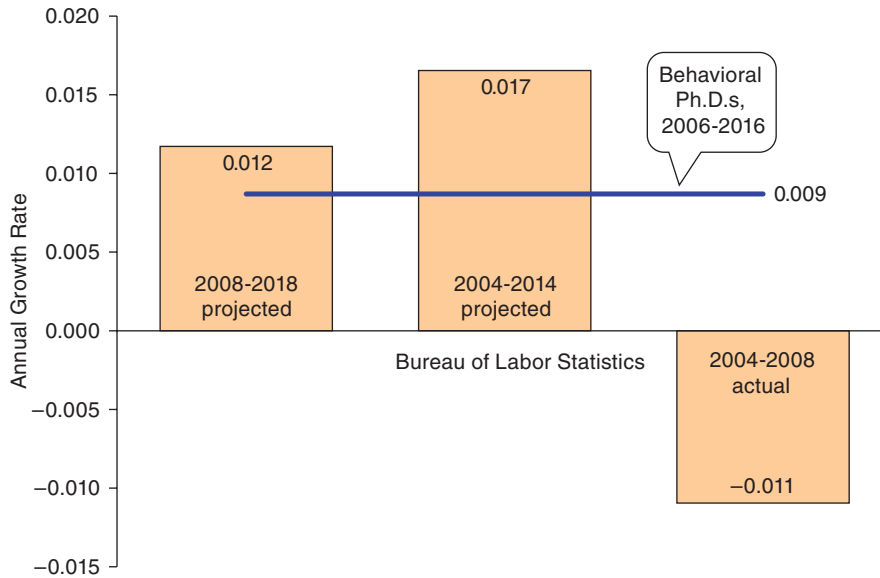 0.020
0.015
0.010
0.005
0.000
−0.005
−0.010
−0.015
Annual Growth Rate
0.012
2008-2018
projected
0.017
2004-2014
projected
Behavioral
Ph.D.s,
2006-2016
0.009
Bureau of Labor Statistics
2004-2008
actual
−0.011